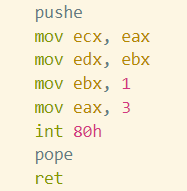 pushe
mov ecx, eax
mov edx, ebx
mov ebx, 1
mov eax, 3
int 80h
pope
ret